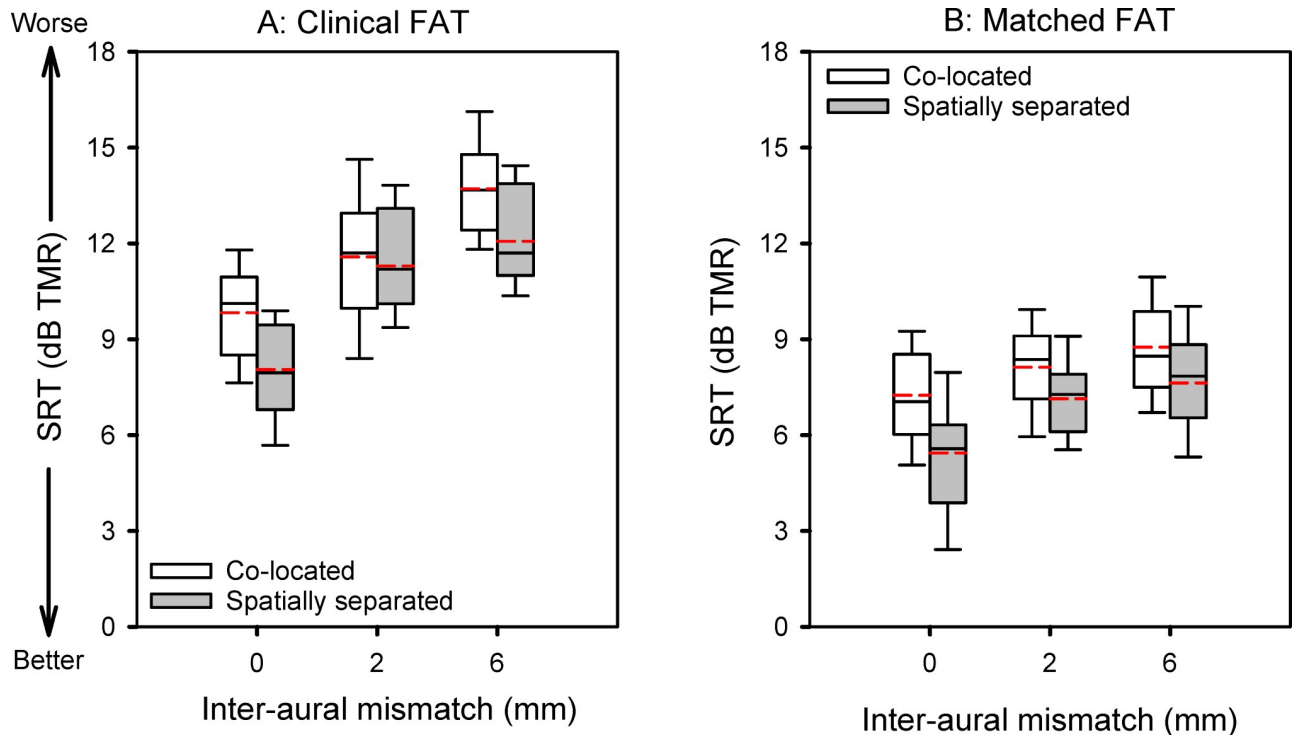 Worse
A: Clinical FAT
18
15
12
9
6
3
0
SRT (dB TMR)
Co-located
Spatially separated
Better
0 2 6
Inter-aural mismatch (mm)
B: Matched FAT
18
15
12
9
6
3
0
SRT (dB TMR)
Co-located
Spatially separated
0 2 6
Inter-aural mismatch (mm)